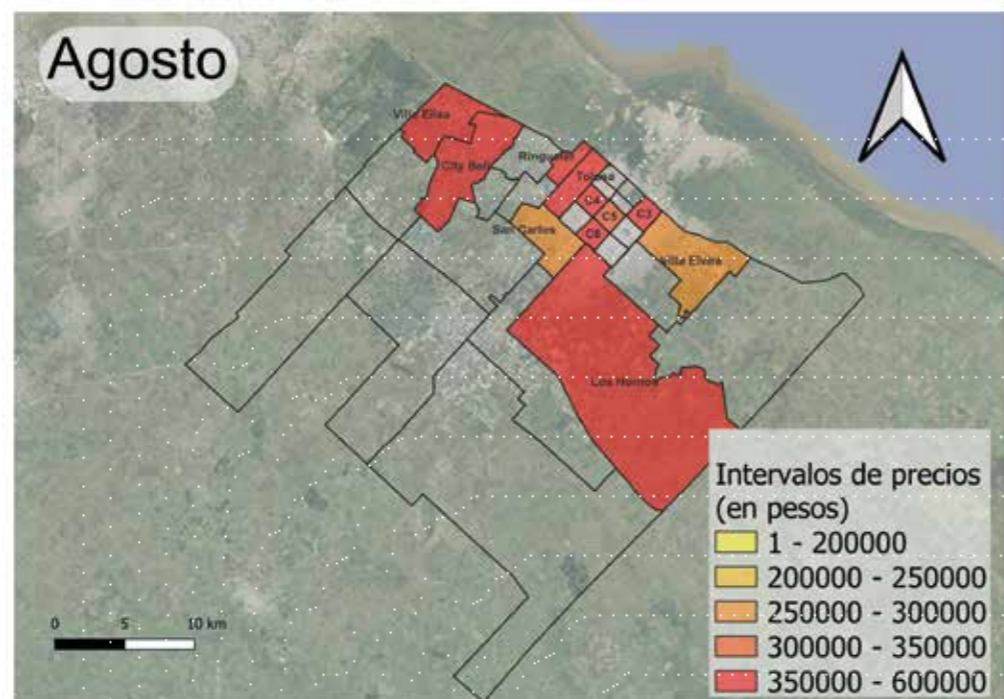 Agosto
Villa Elisa
City Bell
Ringuelet
Tolosa
C4
C5
C3
C6
San Carlos
Villa Elvira
Los Hornos
Intervalos de precios
(en pesos)
1 - 200000
200000 - 250000
250000 - 300000
300000 - 350000
350000 - 600000
0 5 10 km